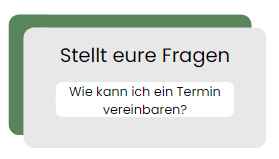 Stellt eure Fragen
Wie kann ich ein Termin
vereinbaren?